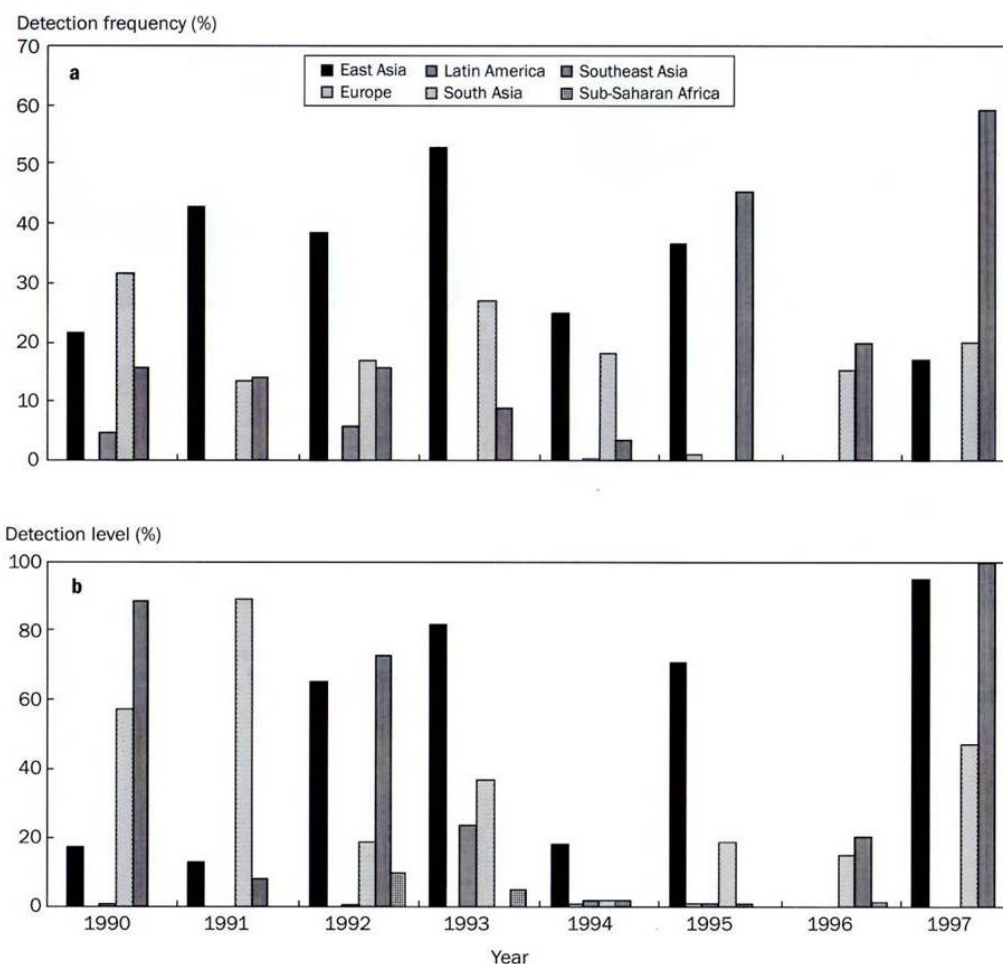 Detection frequency (%)
70
a
East Asia Latin America Southeast Asia
Europe South Asia Sub-Saharan Africa
60
50
40
30
20
10
0
Detection level (%)
100
b
80
60
40
20
0
1990 1991 1992 1993 1994 1995 1996 1997
Year